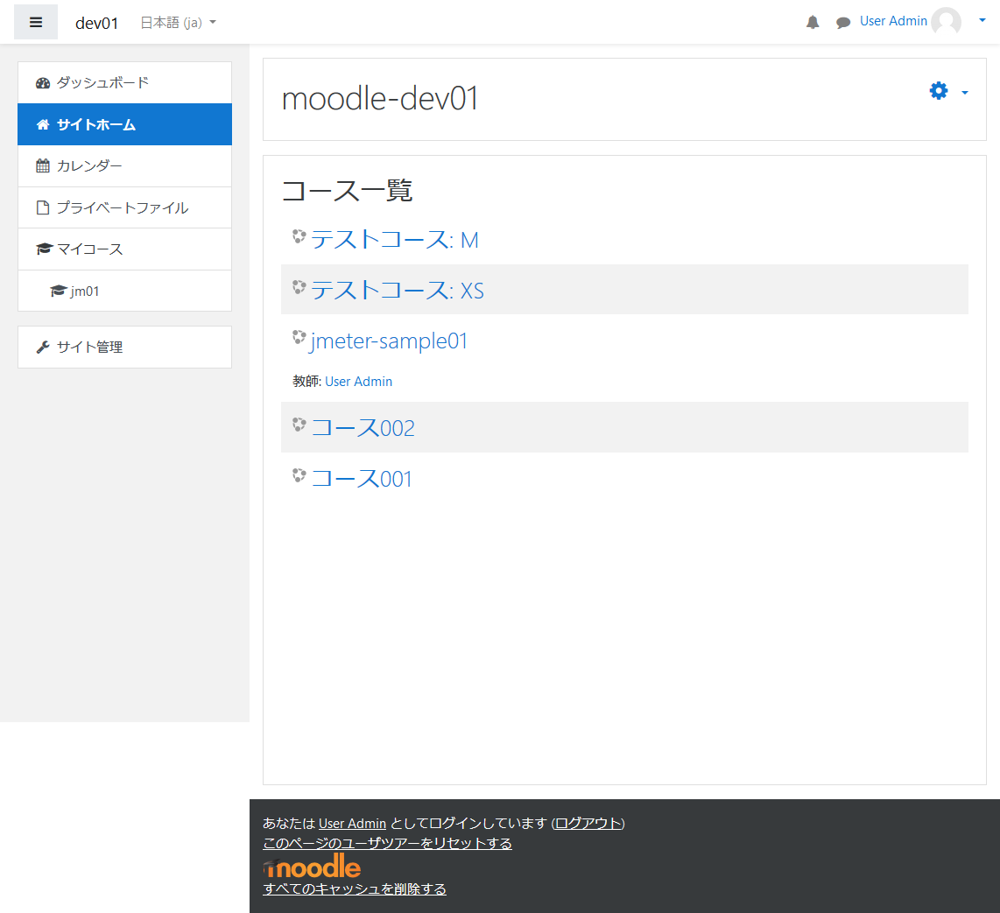 dev01 日本語 (ja) User Admin
ダッシュボード
サイトホーム
カレンダー
プライベートファイル
マイコース
jm01
サイト管理
moodle-dev01
コース一覧
テストコース: M
テストコース: XS
jmeter-sample01
教師: User Admin
コース002
コース001
あなたは User Admin としてログインしています (ログアウト)
このページのユーザツアーをリセットする
moodle
すべてのキャッシュを削除する